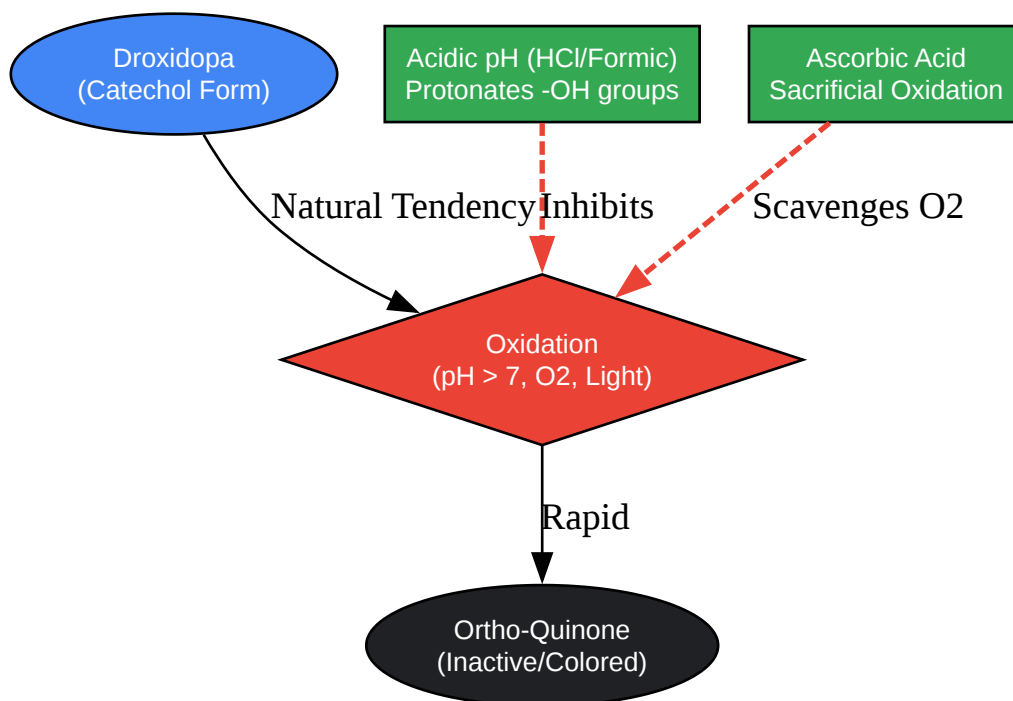 Droxidopa
(Catechol Form)
Acidic pH (HCl/Formic)
Protonates -OH groups
Ascorbic Acid
Sacrificial Oxidation
Natural Tendency
Inhibits
Scavenges O2
Oxidation
(pH > 7, O2, Light)
Rapid
Ortho-Quinone
(Inactive/Colored)